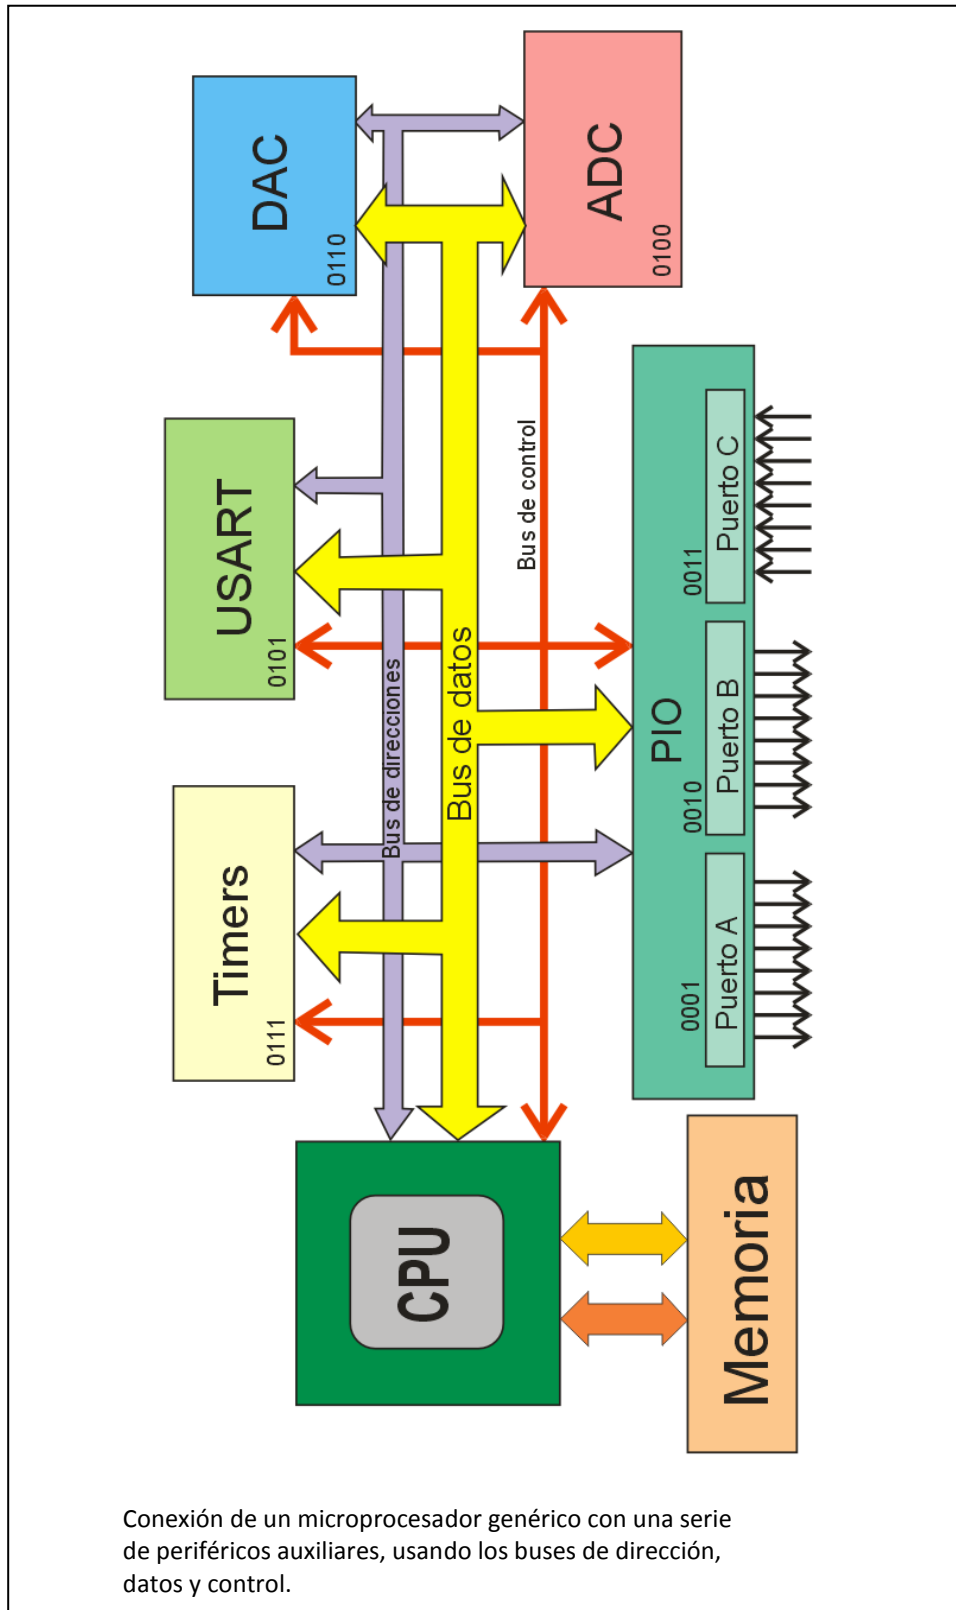 DAC
0110
ADC
0100
USART
0101
Bus de control
Bus de direcciones
Bus de datos
Timers
0111
PIO
0011
Puerto C
0010
Puerto B
0001
Puerto A
CPU
Memoria
Conexión de un microprocesador genérico con una serie
de periféricos auxiliares, usando los buses de dirección,
datos y control.